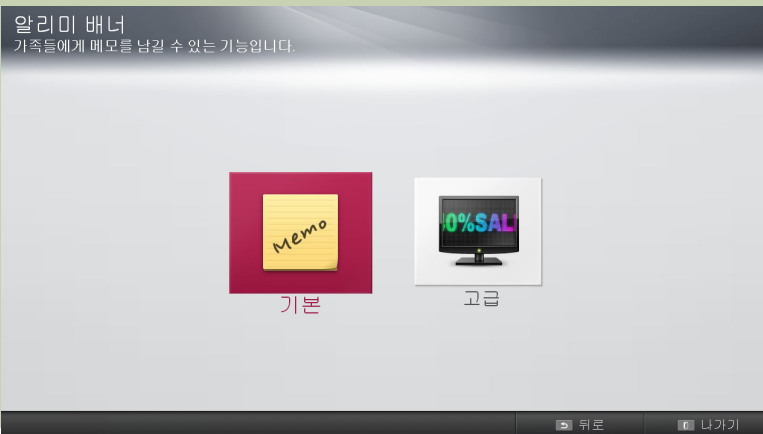 알리미 배너
가족들에게 메모를 남길 수 있는 기능입니다.
Memo
0%SAL
기본
고급
뒤로
나가기